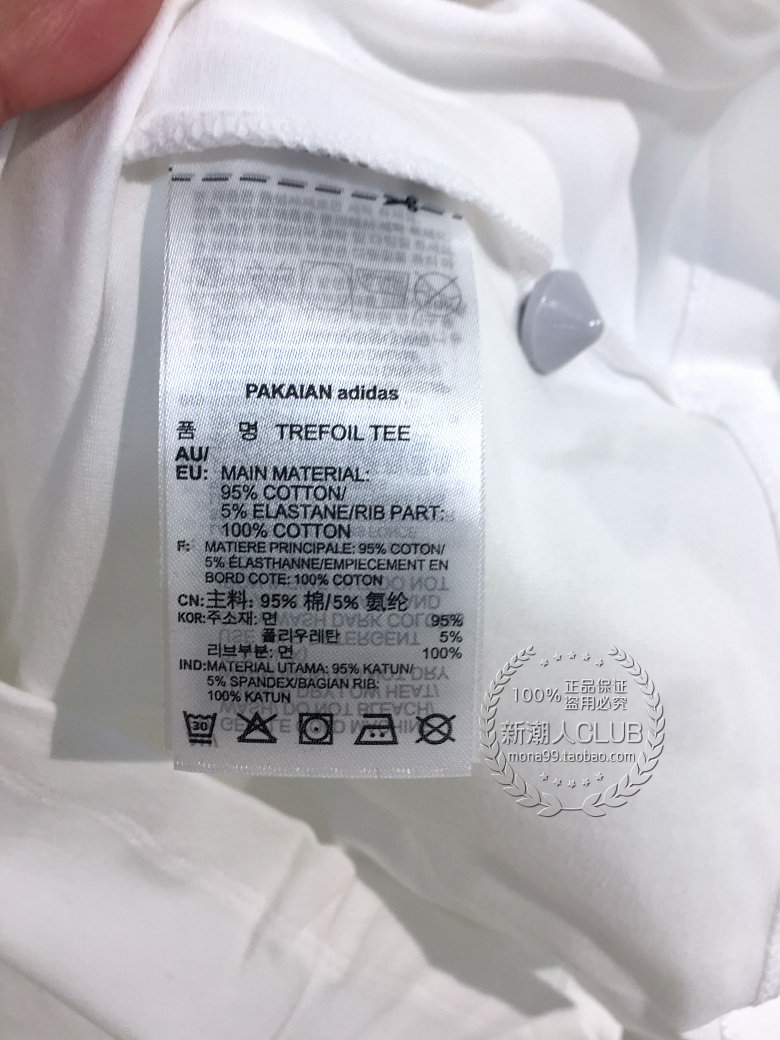 PAKAIAN adidas
품 명 TREFOIL TEE
AU/
EU: MAIN MATERIAL:
95% COTTON/
5% ELASTANE/RIB PART:
100% COTTON
F: MATIERE PRINCIPALE: 95% COTON/
5% ÉLASTHANNE/EMPIECEMENT EN
BORD COTE: 100% COTON
CN:主料: 95% 棉/5% 氨纶
KOR:주소재: 면 95%
폴리우레탄 5%
리브부분: 면 100%
IND:MATERIAL UTAMA: 95% KATUN/
5% SPANDEX/BAGIAN RIB:
100% KATUN
30
100% 正品保证
盗用必究
新潮人CLUB
mona99.taobao.com